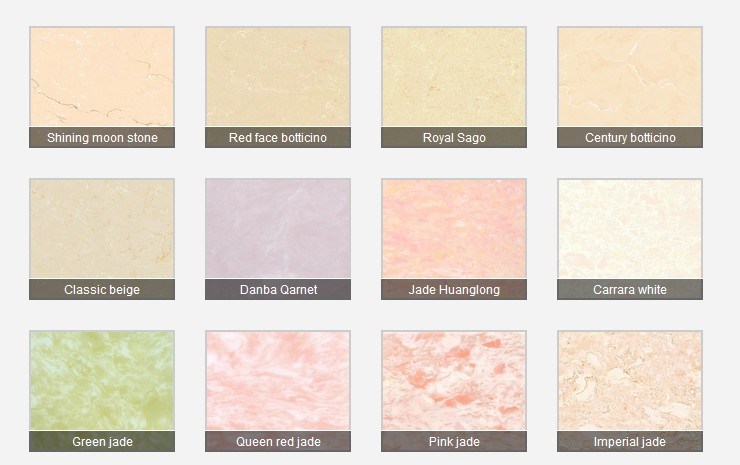 Shining moon stone
Red face botticino
Royal Sago
Century botticino
Classic beige
Danba Qarnet
Jade Huanglong
Carrara white
Green jade
Queen red jade
Pink jade
Imperial jade